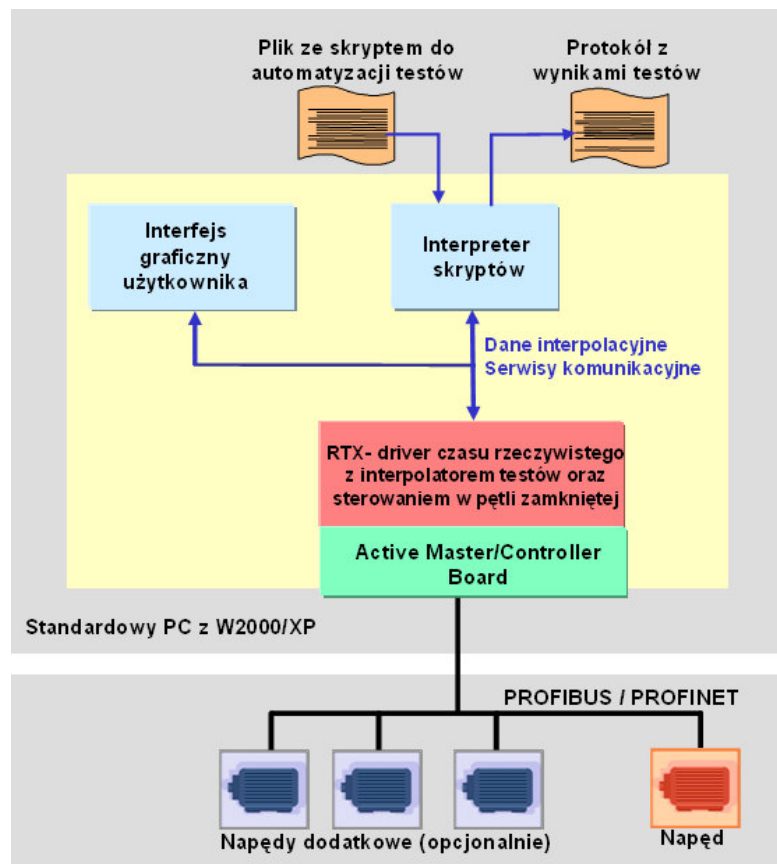 Plik ze skryptem do
automatyzacji testów
Protokół z
wynikami testów
Interfejs
graficzny
użytkownika
Interpreter
skryptów
Dane interpolacyjne
Serwisy komunikacyjne
RTX- driver czasu rzeczywistego
z interpolatorem testów oraz
sterowaniem w pętli zamkniętej
Active Master/Controller
Board
Standardowy PC z W2000/XP
PROFIBUS / PROFINET
Napędy dodatkowe (opcjonalnie)
Napęd